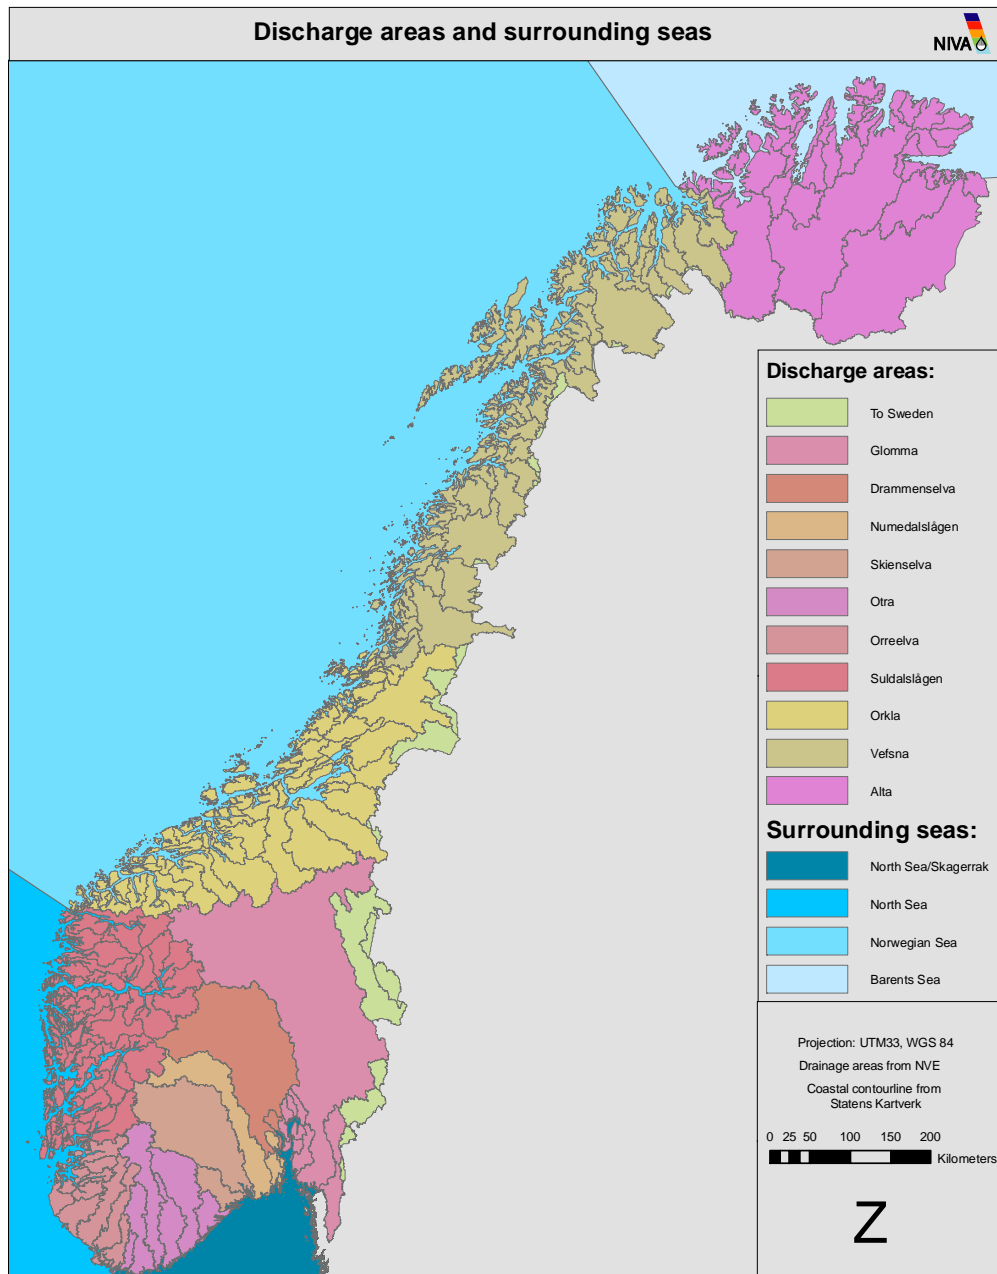 Discharge areas and surrounding seas
NIVA
Discharge areas:
To Sweden
Glomma
Drammenselva
Numedalslågen
Skienselva
Otra
Orreelva
Suldalslågen
Orkla
Vefsna
Alta
Surrounding seas:
North Sea/Skagerrak
North Sea
Norwegian Sea
Barents Sea
Projection: UTM33, WGS 84
Drainage areas from NVE
Coastal contourline from
Statens Kartverk
0 25 50 100 150 200
Kilometers
Z